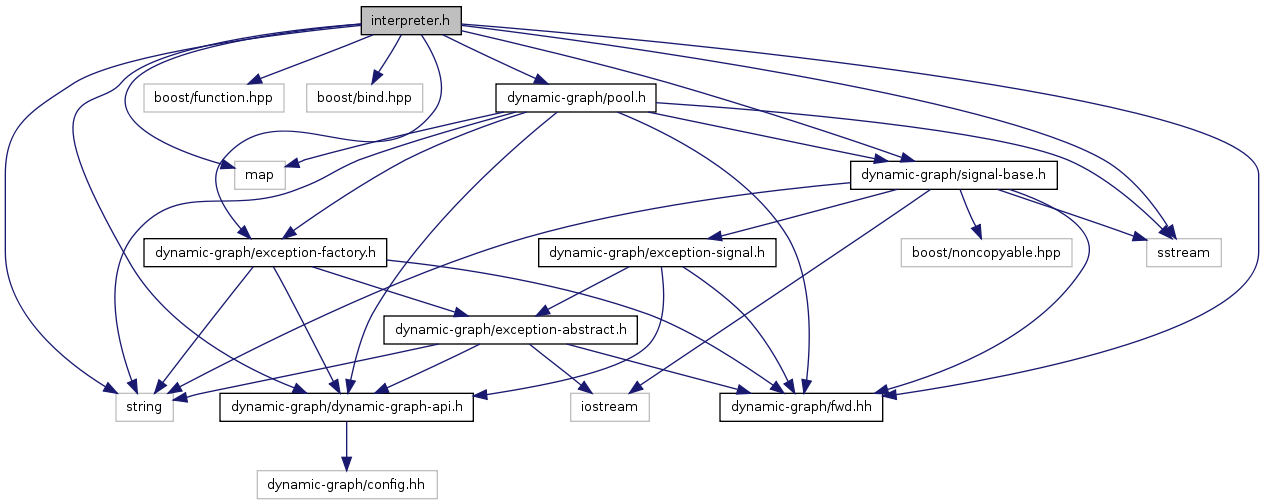 interpreter.h
boost/function.hpp
boost/bind.hpp
dynamic-graph/pool.h
map
dynamic-graph/signal-base.h
dynamic-graph/exception-factory.h
dynamic-graph/exception-signal.h
boost/noncopyable.hpp
sstream
dynamic-graph/exception-abstract.h
string
dynamic-graph/dynamic-graph-api.h
iostream
dynamic-graph/fwd.hh
dynamic-graph/config.hh